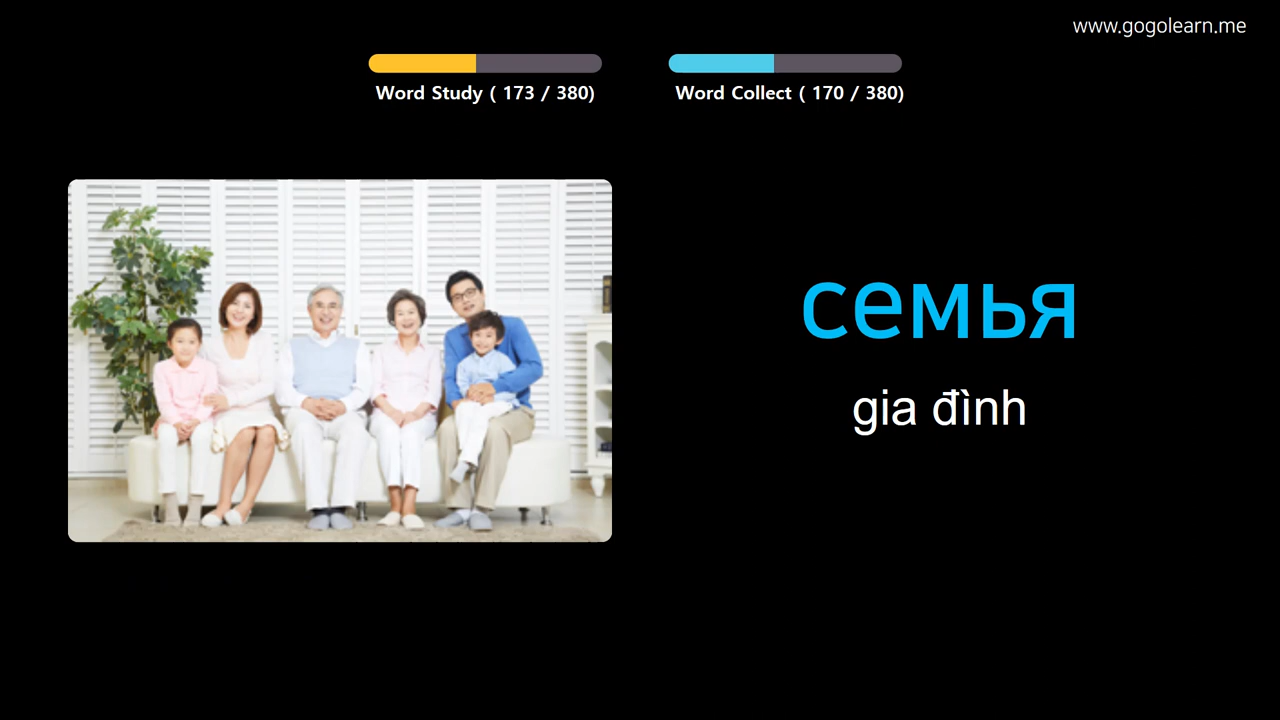 www.gogolearn.me
Word Study ( 173 / 380)
Word Collect ( 170 / 380)
семья
gia đình